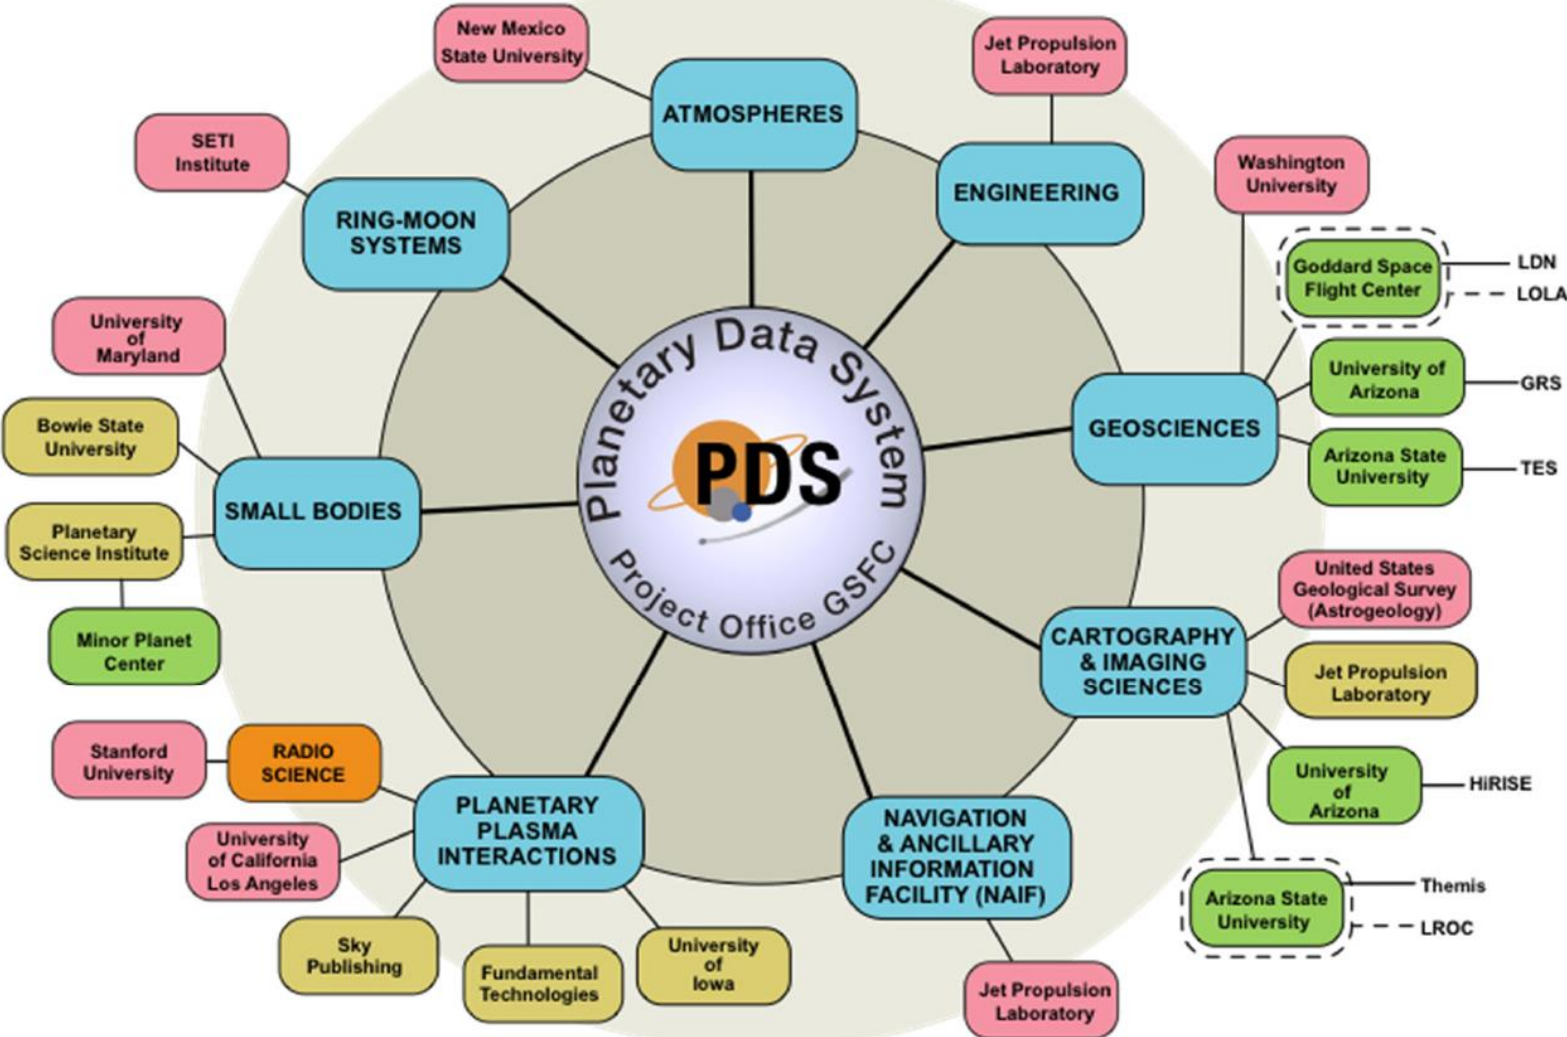 New Mexico
State University
Jet Propulsion
Laboratory
ATMOSPHERES
SETI
Institute
ENGINEERING
Washington
University
RING-MOON
SYSTEMS
Goddard Space
Flight Center
LDN
LOLA
University
of
Maryland
Planetary Data System
University of
Arizona
GRS
Bowie State
University
GEOSCIENCES
Arizona State
University
TES
PDS
SMALL BODIES
Planetary
Science Institute
Project Office GSFC
United States
Geological Survey
(Astrogeology)
Minor Planet
Center
CARTOGRAPHY
& IMAGING
SCIENCES
Jet Propulsion
Laboratory
Stanford
University
RADIO
SCIENCE
University
of
Arizona
HiRISE
PLANETARY
PLASMA
INTERACTIONS
NAVIGATION
& ANCILLARY
INFORMATION
FACILITY (NAIF)
University
of California
Los Angeles
Arizona State
University
Themis
LROC
Sky
Publishing
Fundamental
Technologies
University
of
Iowa
Jet Propulsion
Laboratory